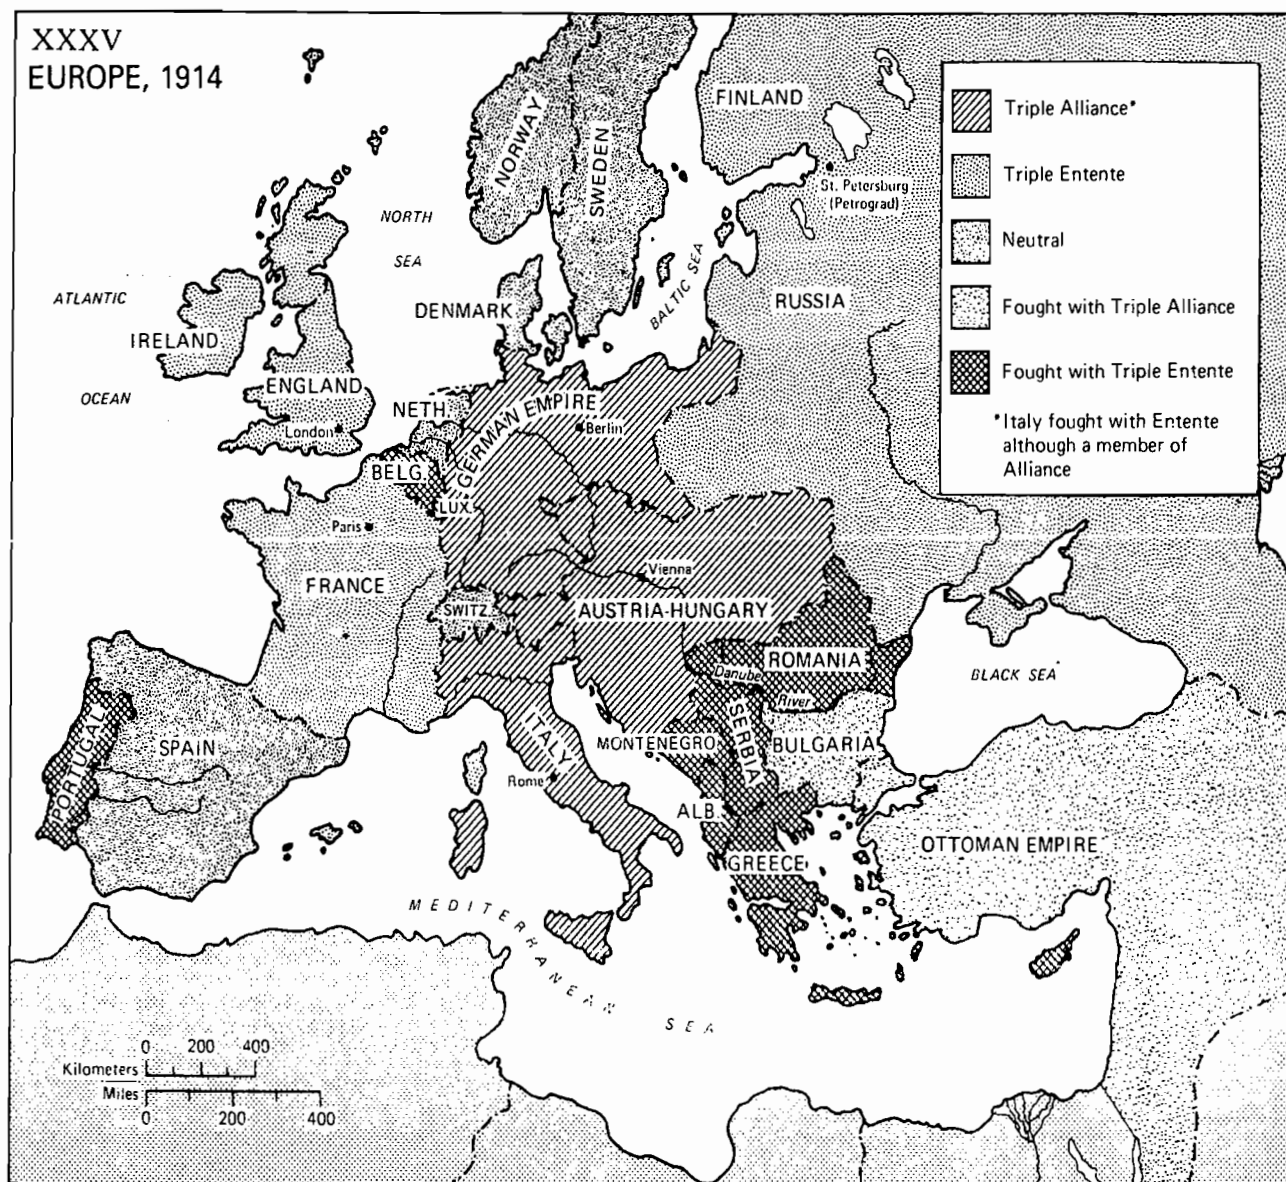 XXXV
EUROPE, 1914
Triple Alliance*
Triple Entente
Neutral
Fought with Triple Alliance
Fought with Triple Entente
*Italy fought with Entente
although a member of
Alliance
FINLAND
NORWAY
SWEDEN
St. Petersburg
(Petrograd)
NORTH
SEA
BALTIC SEA
ATLANTIC
OCEAN
RUSSIA
DENMARK
IRELAND
ENGLAND
London
NETH.
GERMAN EMPIRE
Berlin
BELG.
LUX.
Paris
FRANCE
Vienna
SWITZ.
AUSTRIA-HUNGARY
ROMANIA
Danube
River
BLACK SEA
PORTUGAL
SPAIN
ITALY
Rome
MONTENEGRO
SERBIA
BULGARIA
ALB.
GREECE
OTTOMAN EMPIRE
MEDITERRANEAN SEA
0 200 400
Kilometers
Miles
0 200 400